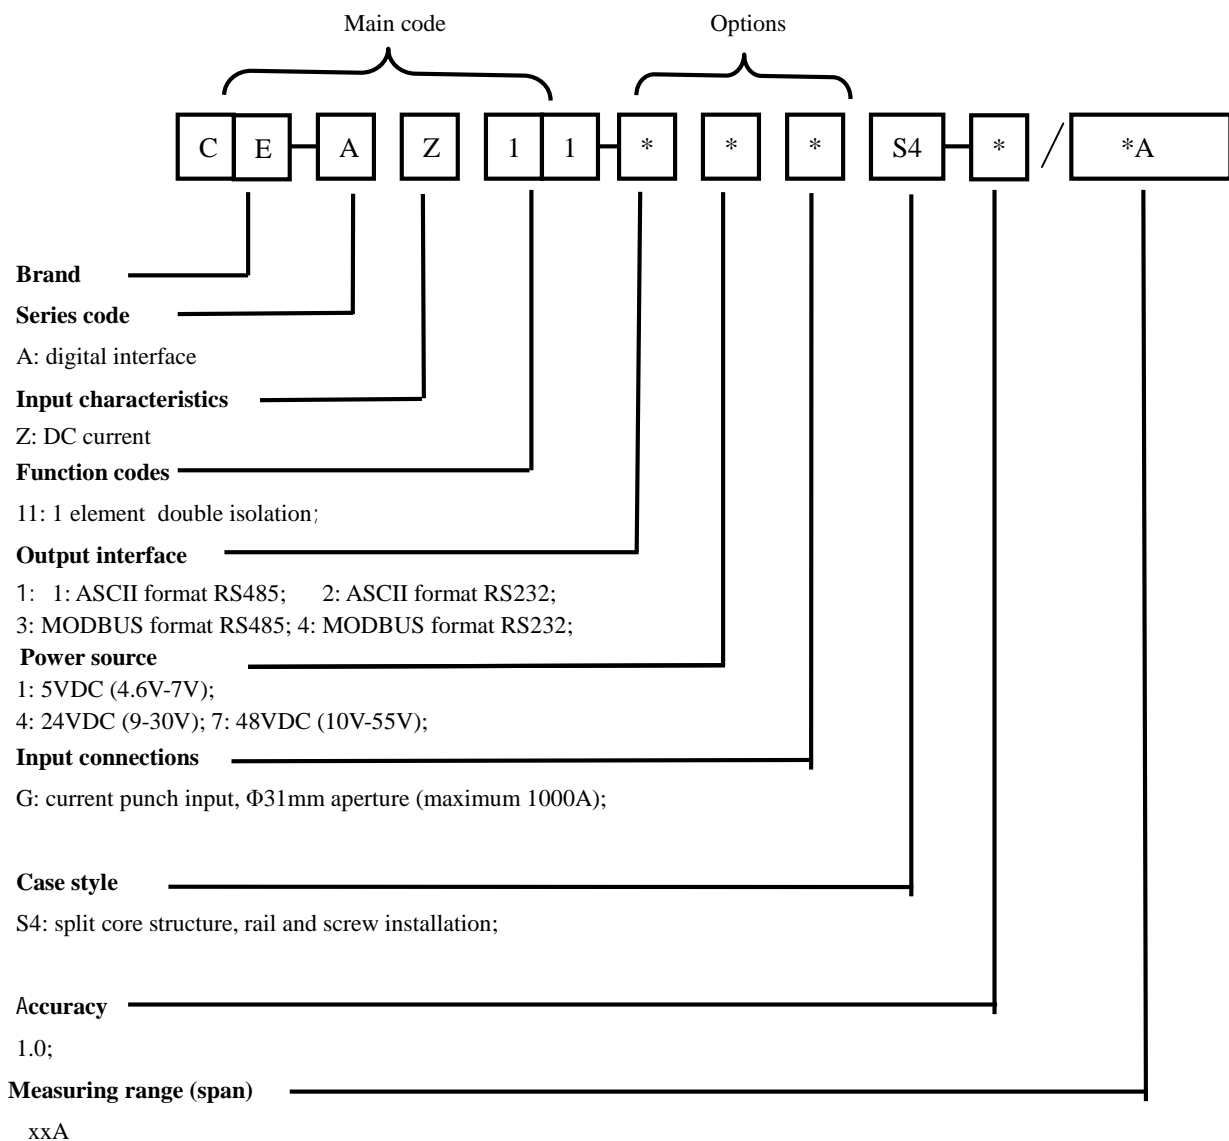 Main code Options
C E A Z 1 1 * * * S4 * / *A
Brand
Series code
A: digital interface
Input characteristics
Z: DC current
Function codes
11: 1 element double isolation;
Output interface
1: 1: ASCII format RS485; 2: ASCII format RS232;
3: MODBUS format RS485; 4: MODBUS format RS232;
Power source
1: 5VDC (4.6V-7V);
4: 24VDC (9-30V); 7: 48VDC (10V-55V);
Input connections
G: current punch input, Φ31mm aperture (maximum 1000A);
Case style
S4: split core structure, rail and screw installation;
Accuracy
1.0;
Measuring range (span)
xxA